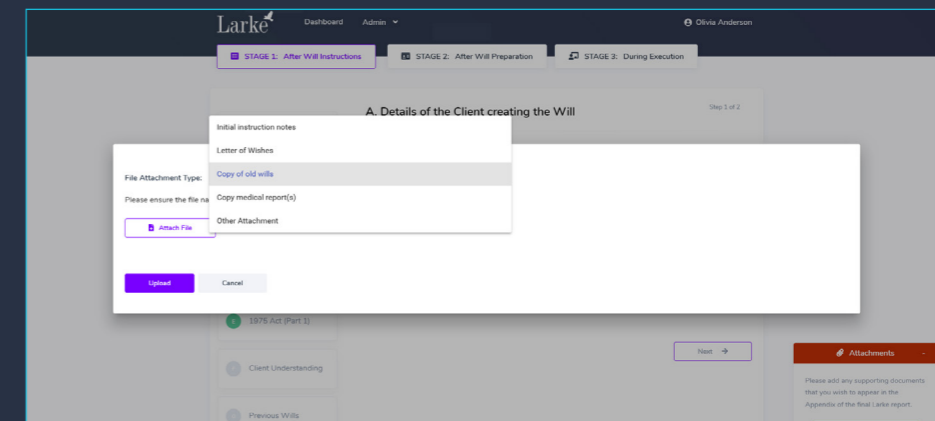 Larke
Dashboard Admin
Olivia Anderson
STAGE 1: After Will Instructions
STAGE 2: After Will Preparation
STAGE 3: During Execution
A. Details of the Client creating the Will
Step 1 of 2
Initial instruction notes
Letter of Wishes
File Attachment Type:
Copy of old wills
Please ensure the file na
Copy medical report(s)
Other Attachment
Attach File
Upload
Cancel
1975 Act (Part 1)
Client Understanding
Previous Wills
Next →
Attachments -
Please add any supporting documents
that you wish to appear in the
Appendix of the final Larke report.